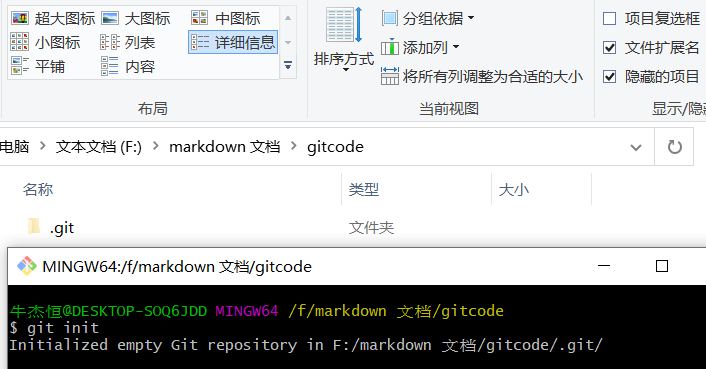 超大图标 大图标 中图标
小图标 列表 详细信息
平铺 内容
布局
排序方式
分组依据
添加列
将所有列调整为合适的大小
当前视图
项目复选框
文件扩展名
隐藏的项目
显示/隐藏
电脑 文本文档 (F:) markdown 文档 gitcode
名称 类型 大小
.git 文件夹
MINGW64:/f/markdown 文档/gitcode
牛杰恒@DESKTOP-SOQ6JDD MINGW64 /f/markdown 文档/gitcode
$ git init
Initialized empty Git repository in F:/markdown 文档/gitcode/.git/